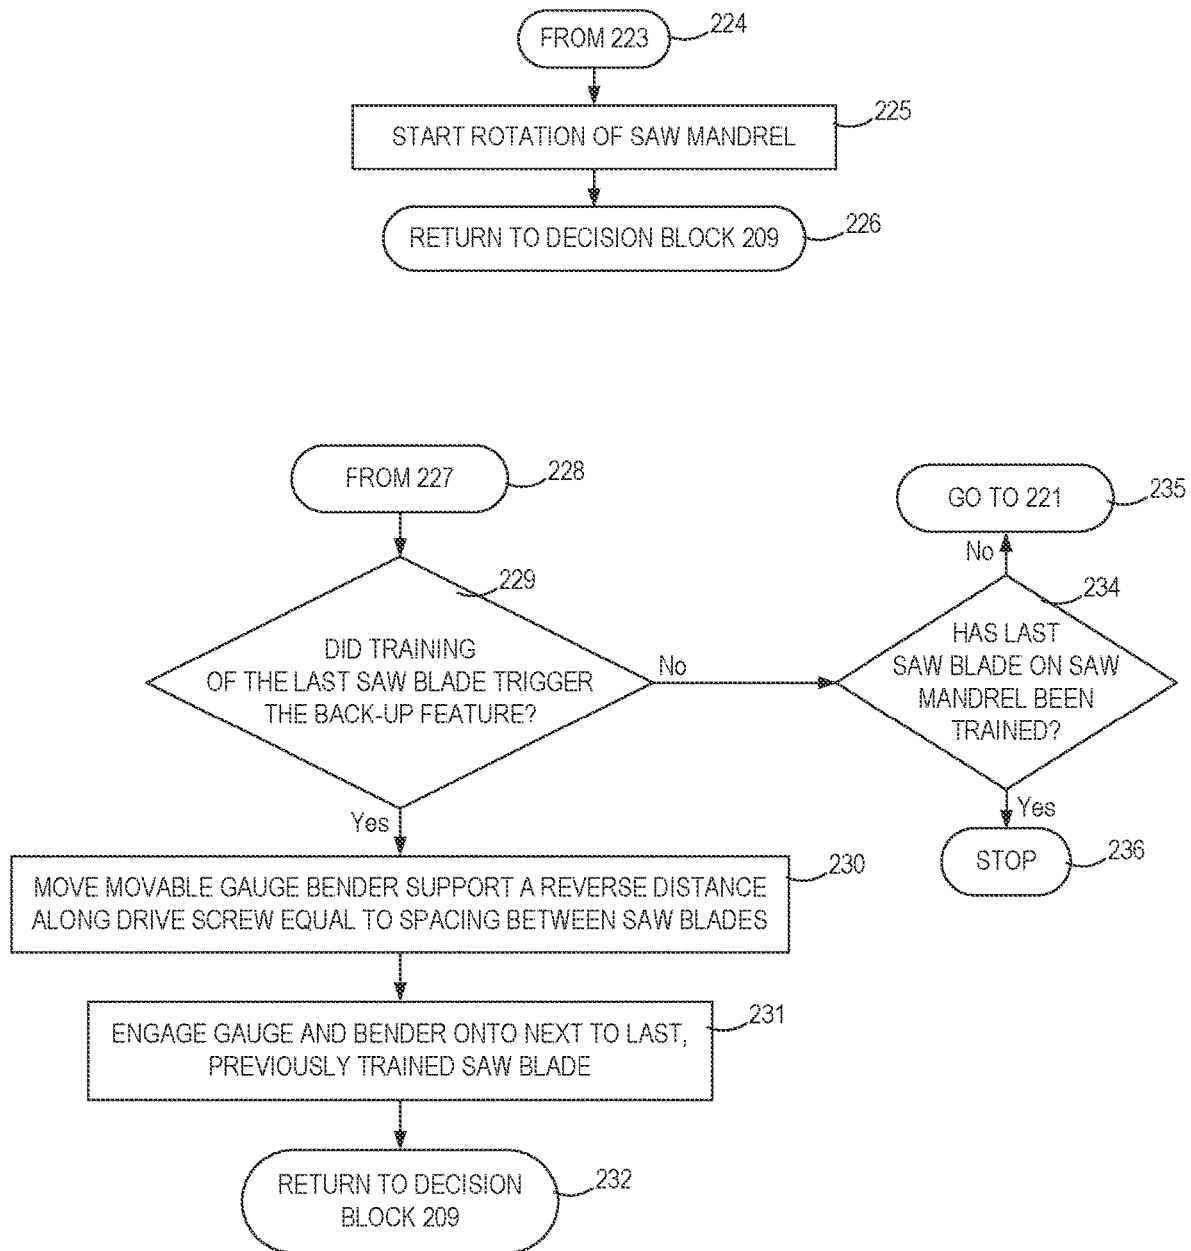 FROM 223
224
START ROTATION OF SAW MANDREL
225
RETURN TO DECISION BLOCK 209
226
FROM 227
228
229
DID TRAINING
OF THE LAST SAW BLADE TRIGGER
THE BACK-UP FEATURE?
No
Yes
GO TO 221
235
No
234
HAS LAST
SAW BLADE ON SAW
MANDREL BEEN
TRAINED?
Yes
STOP
236
MOVE MOVABLE GAUGE BENDER SUPPORT A REVERSE DISTANCE
ALONG DRIVE SCREW EQUAL TO SPACING BETWEEN SAW BLADES
230
ENGAGE GAUGE AND BENDER ONTO NEXT TO LAST,
PREVIOUSLY TRAINED SAW BLADE
231
RETURN TO DECISION
BLOCK 209
232